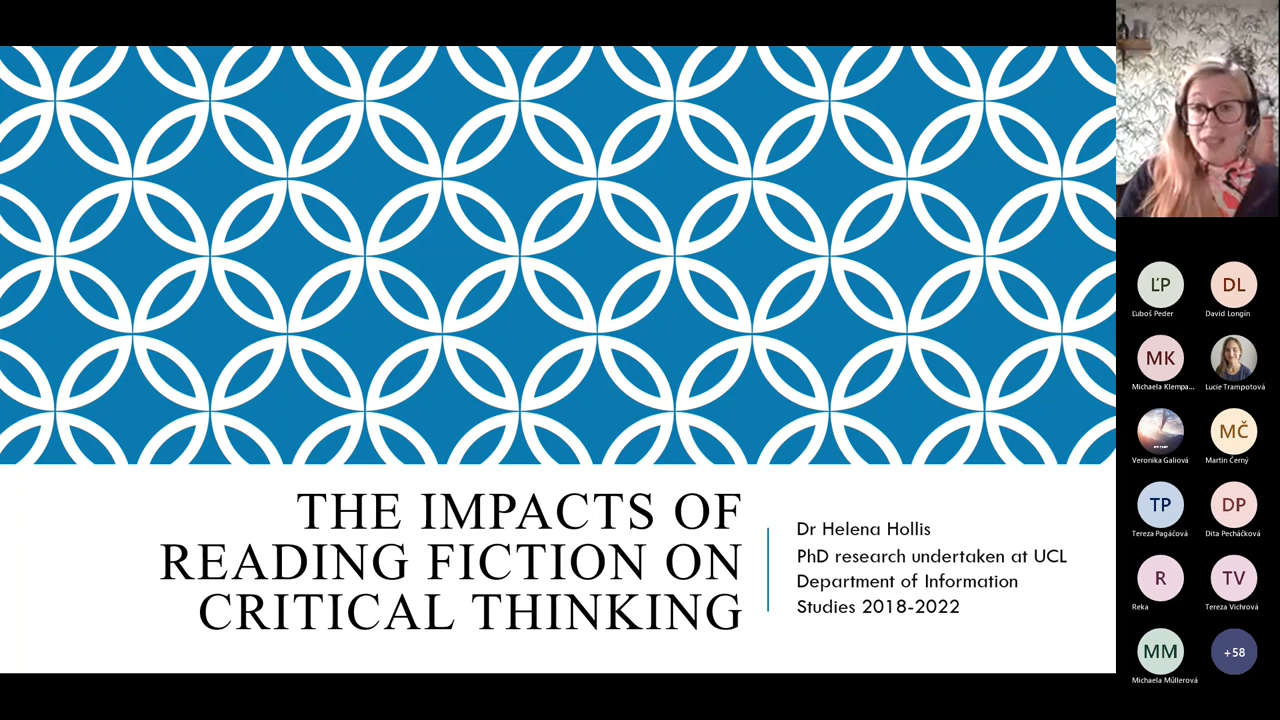 THE IMPACTS OF
READING FICTION ON
CRITICAL THINKING
Dr Helena Hollis
PhD research undertaken at UCL
Department of Information
Studies 2018-2022
ĽP
Ľuboš Peder
DL
David Longín
MK
Michaela Klempa...
Lucie Trampotová
Veronika Galiová
MČ
Martin Černý
TP
Tereza Pagáčová
DP
Dita Pecháčková
R
Reka
TV
Tereza Vichrová
MM
Michaela Müllerová
+58